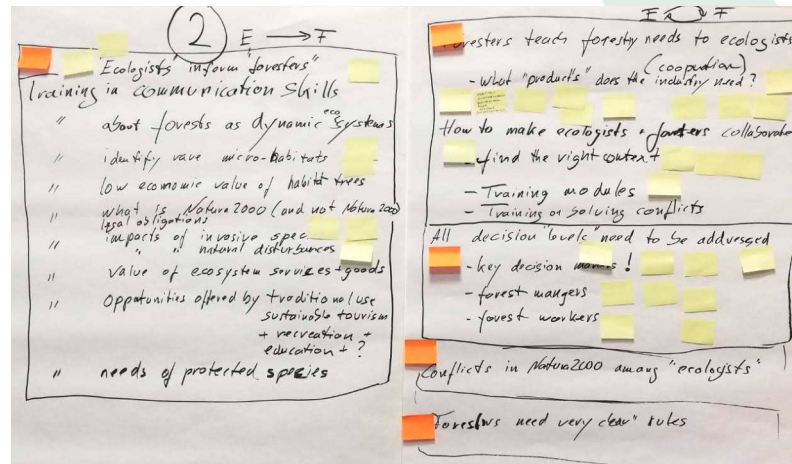 2 E → F
"Ecologists inform foresters"
Training in communication skills
" about forests as dynamic eco systems
" identify rare micro-habitats
" low economic value of habitat trees
" what is Natura2000 (and not Natura 2000
legal obligations
" impacts of invasive spec
" " " natural disturbances
" value of ecosystem services + goods
" Oppotunities offered by traditional use
sustainable tourism
+ recreation +
education + ?
" needs of protected species
E F
Foresters teach forestry needs to ecologists
(cooperation)
- What "products" does the industry need?
How to make ecologists + foresters collaborate
- find the right context
- Training modules
- Training on solving conflicts
All decision "levels" need to be addressed
- key decision makers!
- forest mangers
- forest workers
Conflicts in Natura2000 among "ecologists"
Foresters need very "clear" rules